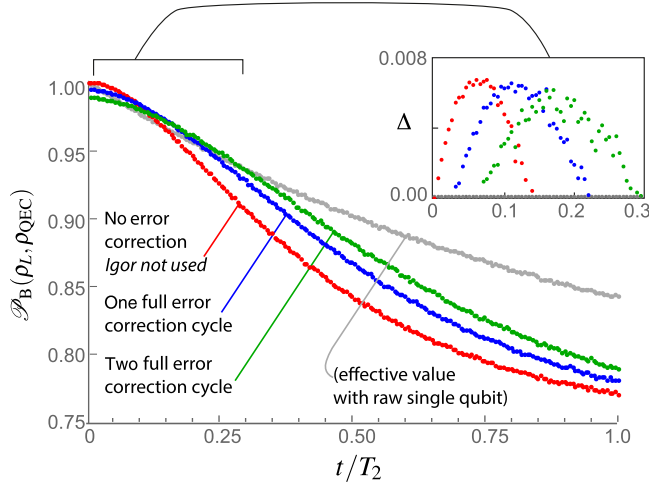 0.008
Δ
0.00
0
0.1
0.2
0.3
1.00
0.95
0.90
0.85
0.80
0.75
𝒫B(ρL, ρQEC)
No error
correction
Igor not used
One full error
correction cycle
Two full error
correction cycle
(effective value
with raw single qubit)
0
0.25
0.50
0.75
1.0
t/T2